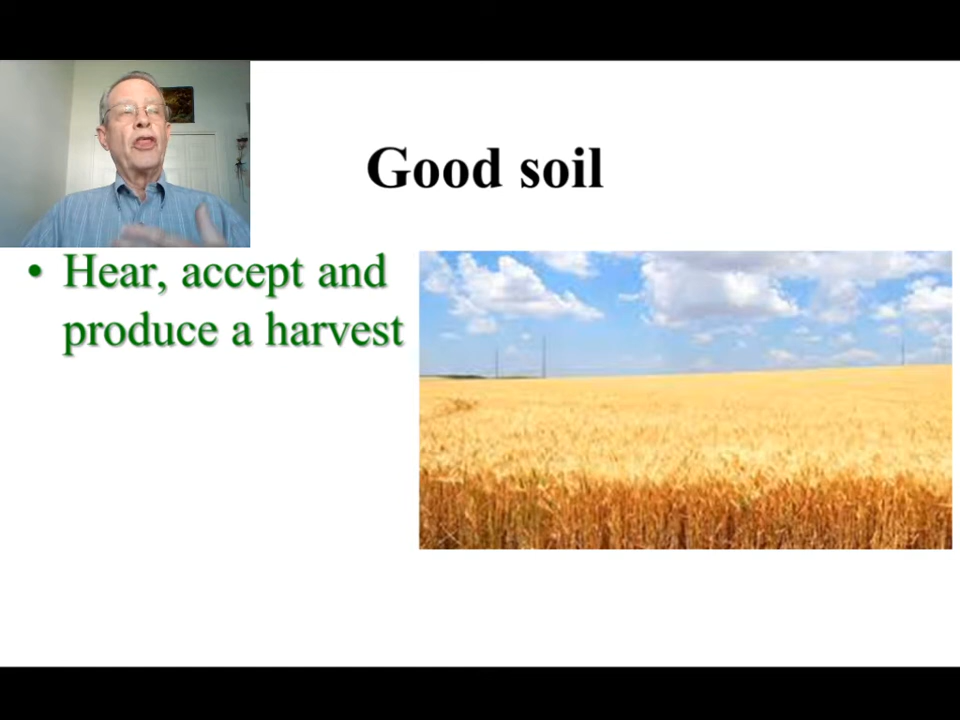 Good soil
• Hear, accept and
produce a harvest